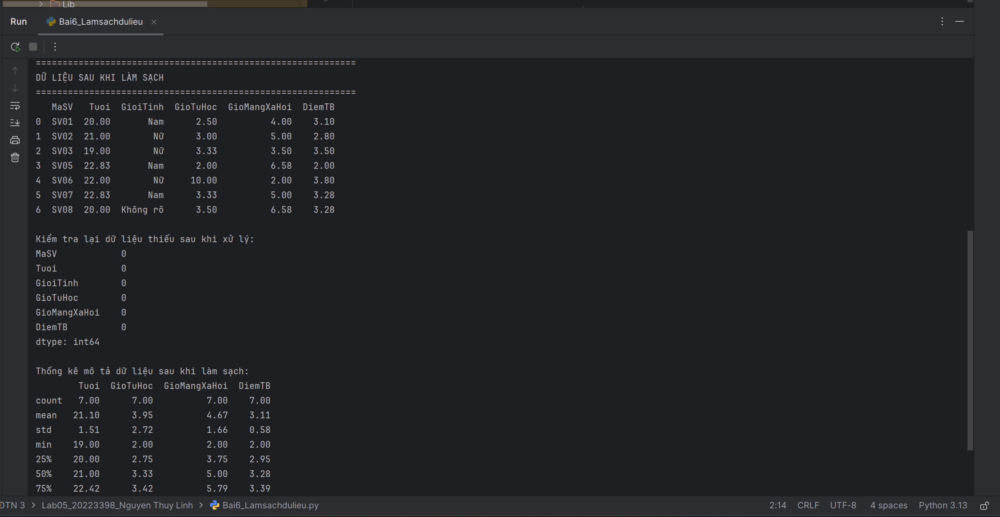 Lib
Run Bai6_Lamsachdulieu
============================================================
DỮ LIỆU SAU KHI LÀM SẠCH
============================================================
   MaSV   Tuoi  GioiTinh  GioTuHoc  GioMangXaHoi  DiemTB
0  SV01  20.00       Nam      2.50          4.00    3.10
1  SV02  21.00        Nữ      3.00          5.00    2.80
2  SV03  19.00        Nữ      3.33          3.50    3.50
3  SV05  22.83       Nam      2.00          6.58    2.00
4  SV06  22.00        Nữ     10.00          2.00    3.80
5  SV07  22.83       Nam      3.33          5.00    3.28
6  SV08  20.00  Không rõ      3.50          6.58    3.28
Kiểm tra lại dữ liệu thiếu sau khi xử lý:
MaSV            0
Tuoi            0
GioiTinh        0
GioTuHoc        0
GioMangXaHoi    0
DiemTB          0
dtype: int64
Thống kê mô tả dữ liệu sau khi làm sạch:
        Tuoi  GioTuHoc  GioMangXaHoi  DiemTB
count   7.00      7.00          7.00    7.00
mean   21.10      3.95          4.67    3.11
std     1.51      2.72          1.66    0.58
min    19.00      2.00          2.00    2.00
25%    20.00      2.75          3.75    2.95
50%    21.00      3.33          5.00    3.28
75%    22.42      3.42          5.79    3.39
ĐTN 3 > Lab05_20223398_Nguyen Thuy Linh > Bai6_Lamsachdulieu.py 2:14 CRLF UTF-8 4 spaces Python 3.13